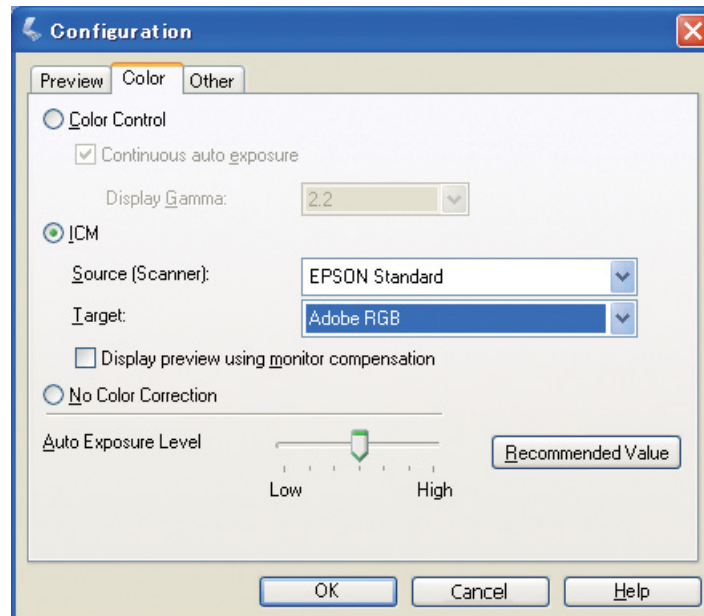 Configuration
Preview Color Other
Color Control
Continuous auto exposure
Display Gamma: 2.2
ICM
Source (Scanner): EPSON Standard
Target: Adobe RGB
Display preview using monitor compensation
No Color Correction
Auto Exposure Level
Recommended Value
Low High
OK Cancel Help